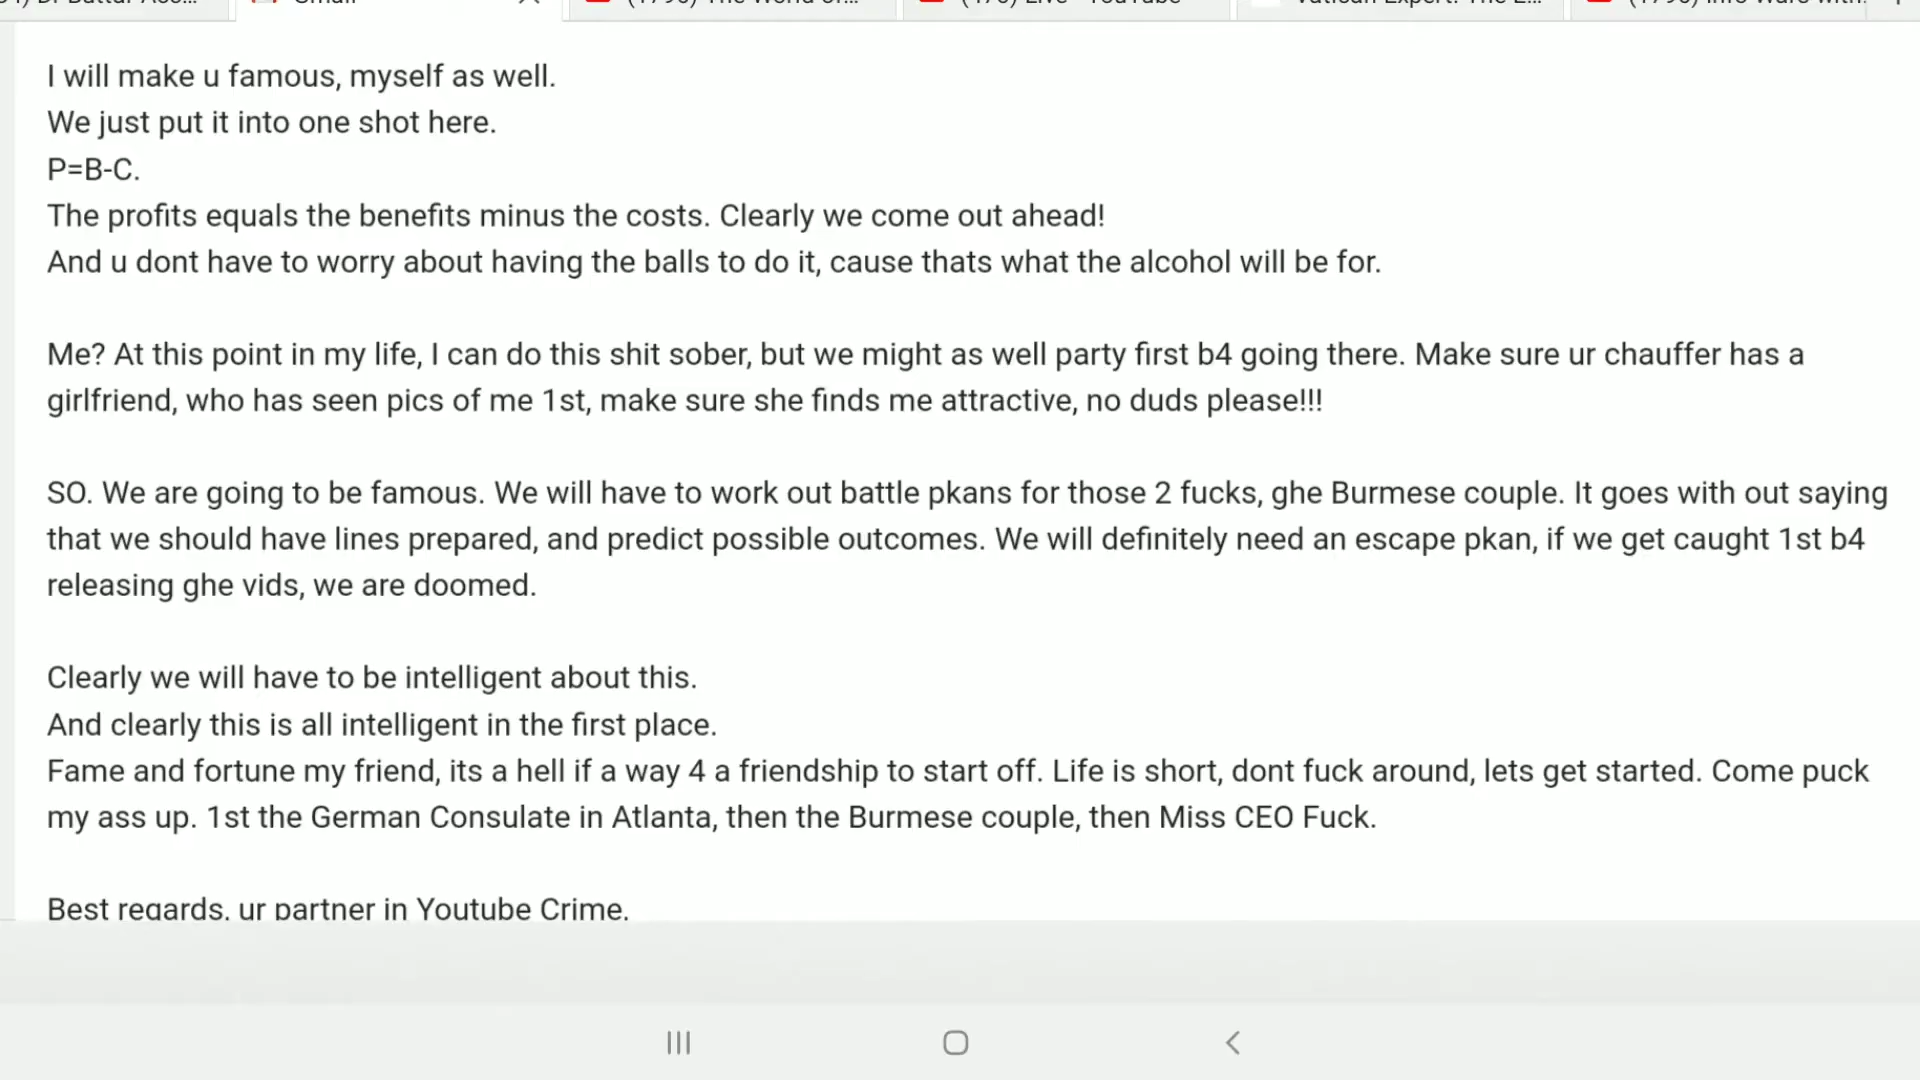 Gmail
I will make u famous, myself as well.
We just put it into one shot here.
P=B-C.
The profits equals the benefits minus the costs. Clearly we come out ahead!
And u dont have to worry about having the balls to do it, cause thats what the alcohol will be for.
Me? At this point in my life, I can do this shit sober, but we might as well party first b4 going there. Make sure ur chauffer has a
girlfriend, who has seen pics of me 1st, make sure she finds me attractive, no duds please!!!
SO. We are going to be famous. We will have to work out battle pkans for those 2 fucks, ghe Burmese couple. It goes with out saying
that we should have lines prepared, and predict possible outcomes. We will definitely need an escape pkan, if we get caught 1st b4
releasing ghe vids, we are doomed.
Clearly we will have to be intelligent about this.
And clearly this is all intelligent in the first place.
Fame and fortune my friend, its a hell if a way 4 a friendship to start off. Life is short, dont fuck around, lets get started. Come puck
my ass up. 1st the German Consulate in Atlanta, then the Burmese couple, then Miss CEO Fuck.
Best regards, ur partner in Youtube Crime.